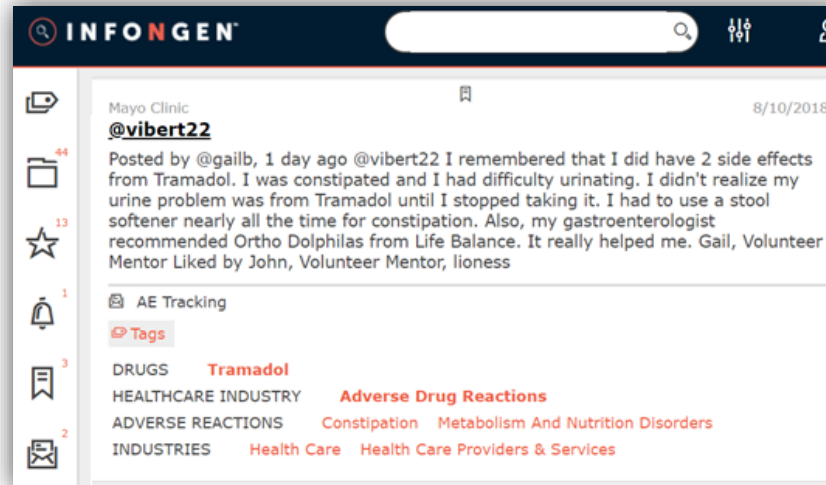 INFONGEN™
Mayo Clinic
8/10/2018
@vibert22
Posted by @gailb, 1 day ago @vibert22 I remembered that I did have 2 side effects
from Tramadol. I was constipated and I had difficulty urinating. I didn't realize my
urine problem was from Tramadol until I stopped taking it. I had to use a stool
softener nearly all the time for constipation. Also, my gastroenterologist
recommended Ortho Dolphilas from Life Balance. It really helped me. Gail, Volunteer
Mentor Liked by John, Volunteer Mentor, lioness
44
13
1
3
2
AE Tracking
Tags
DRUGS Tramadol
HEALTHCARE INDUSTRY Adverse Drug Reactions
ADVERSE REACTIONS Constipation Metabolism And Nutrition Disorders
INDUSTRIES Health Care Health Care Providers & Services